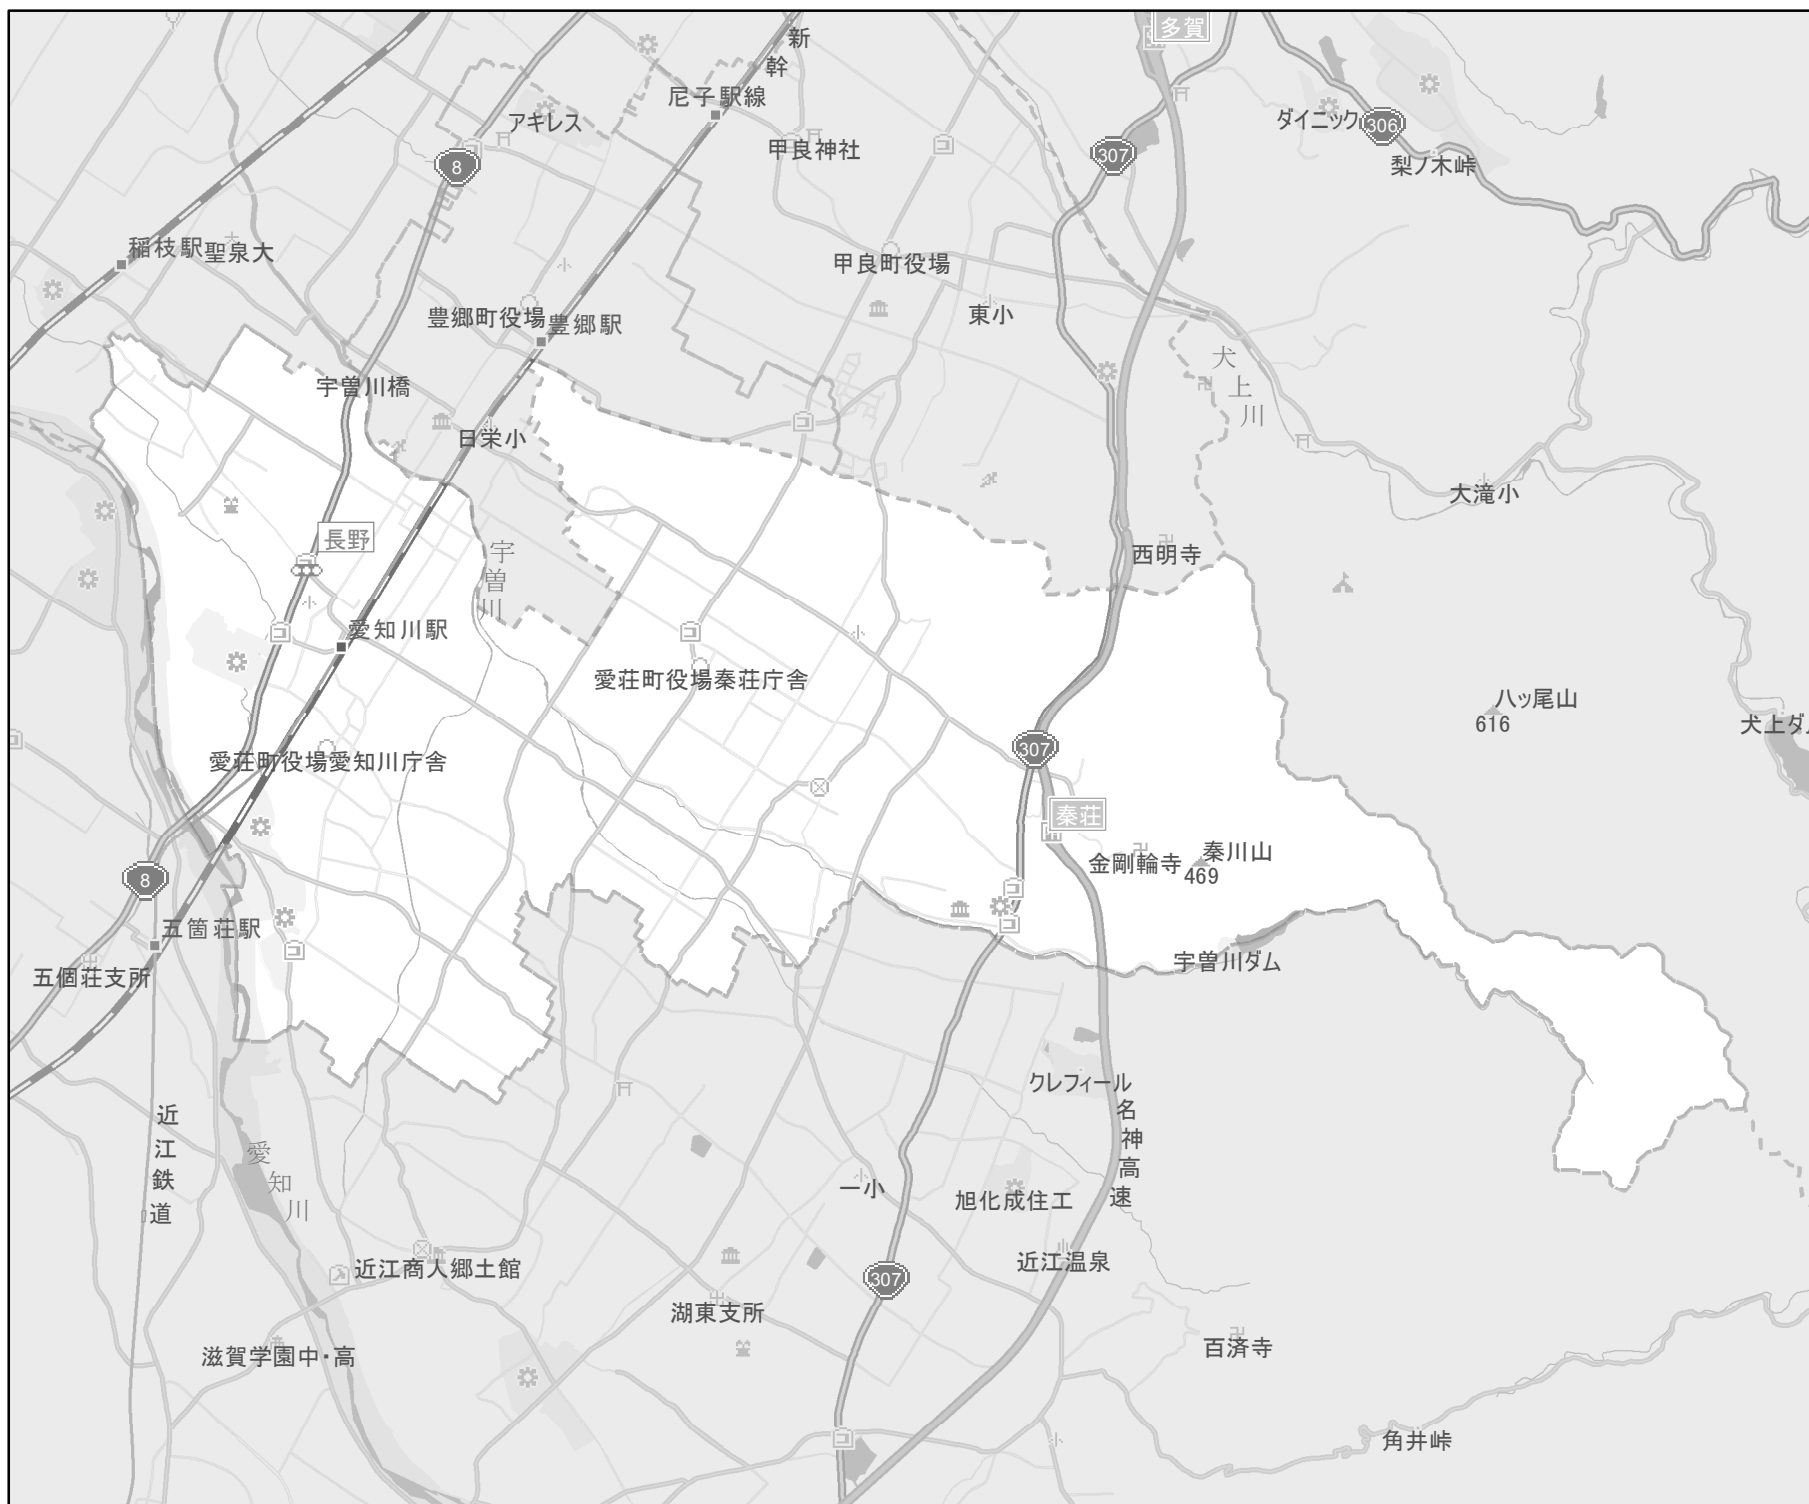 多賀
新幹線
尼子駅
アキレス
8
甲良神社
307
ダイニック
306
梨ノ木峠
稲枝駅
聖泉大
甲良町役場
豊郷町役場
豊郷駅
東小
犬上川
宇曽川橋
日栄小
大滝小
長野
宇曽川
西明寺
愛知川駅
愛荘町役場秦荘庁舎
八ッ尾山
616
犬上ダム
307
愛荘町役場愛知川庁舎
秦荘
金剛輪寺
秦川山
469
8
五箇荘駅
五個荘支所
宇曽川ダム
クレフィール
名神高速
近江鉄道
愛知川
一小
旭化成住工
近江商人郷土館
近江温泉
307
湖東支所
滋賀学園中・高
百済寺
角井峠